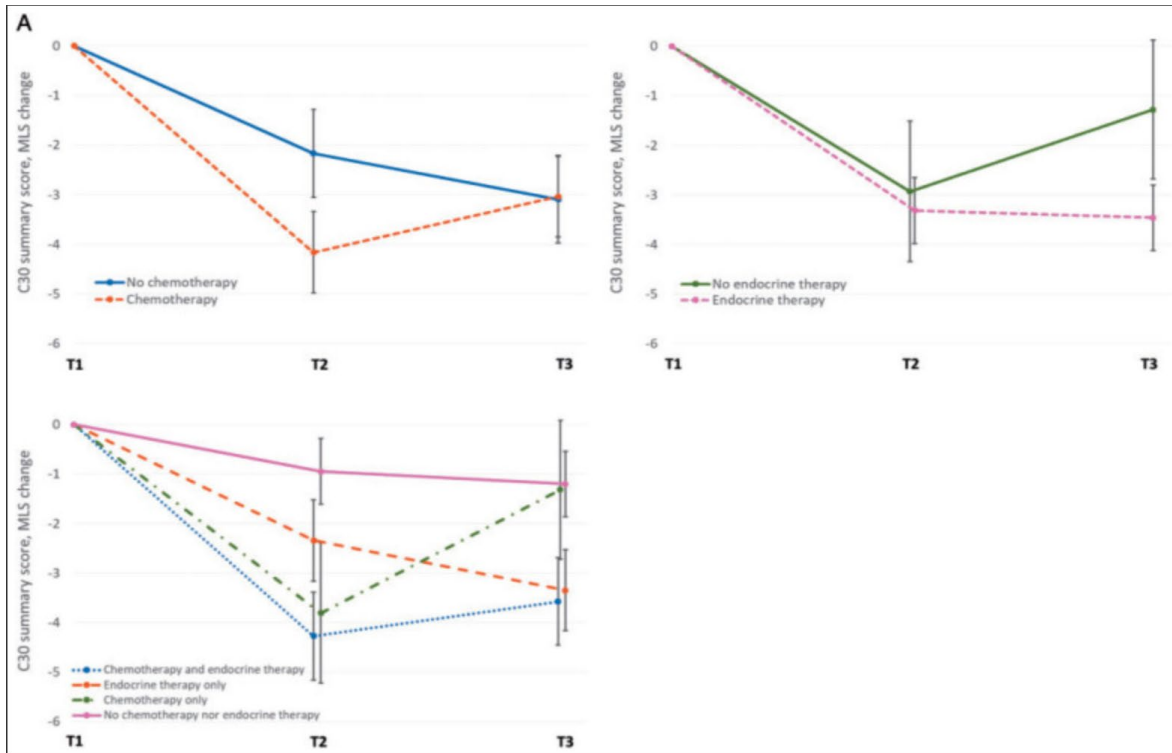 A
C30 summary score, MLS change
0
-1
-2
-3
-4
-5
-6
No chemotherapy
Chemotherapy
T1
T2
T3
C30 summary score, MLS change
0
-1
-2
-3
-4
-5
-6
No endocrine therapy
Endocrine therapy
T1
T2
T3
C30 summary score, MLS change
0
-1
-2
-3
-4
-5
-6
Chemotherapy and endocrine therapy
Endocrine therapy only
Chemotherapy only
No chemotherapy nor endocrine therapy
T1
T2
T3